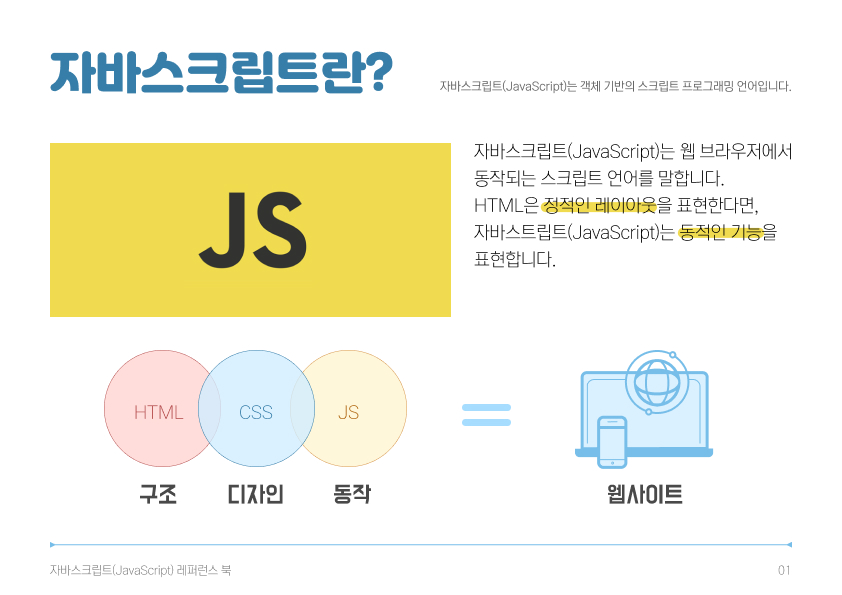 자바스크립트란?
자바스크립트(JavaScript)는 객체 기반의 스크립트 프로그래밍 언어입니다.
JS
자바스크립트(JavaScript)는 웹 브라우저에서
동작되는 스크립트 언어를 말합니다.
HTML은 정적인 레이아웃을 표현한다면,
자바스트립트(JavaScript)는 동적인 기능을
표현합니다.
HTML
CSS
JS
구조
디자인
동작
웹사이트
자바스크립트(JavaScript) 레퍼런스 북
01